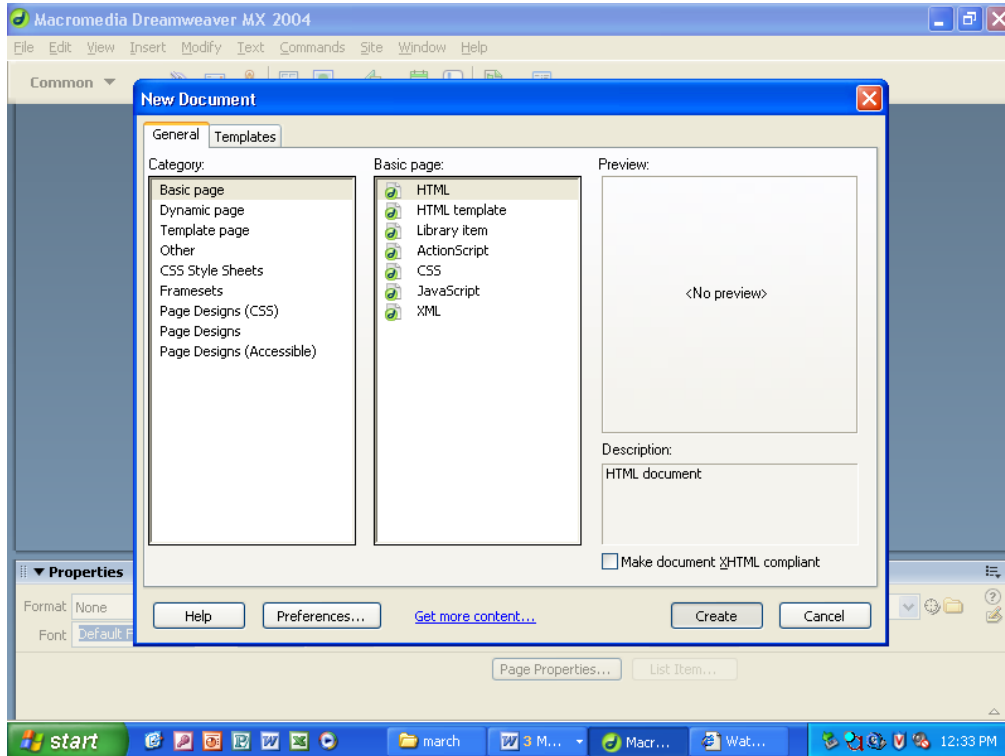 Macromedia Dreamweaver MX 2004
File Edit View Insert Modify Text Commands Site Window Help
Common
New Document
General Templates
Category: Basic page: Preview:
Basic page
Dynamic page
Template page
Other
CSS Style Sheets
Framesets
Page Designs (CSS)
Page Designs
Page Designs (Accessible)
HTML
HTML template
Library item
ActionScript
CSS
JavaScript
XML
<No preview>
Description:
HTML document
Make document XHTML compliant
Properties
Format None
Help Preferences... Get more content... Create Cancel
Font Default F
Page Properties... List Item...
start march 3 M... Macr... Wat... 12:33 PM